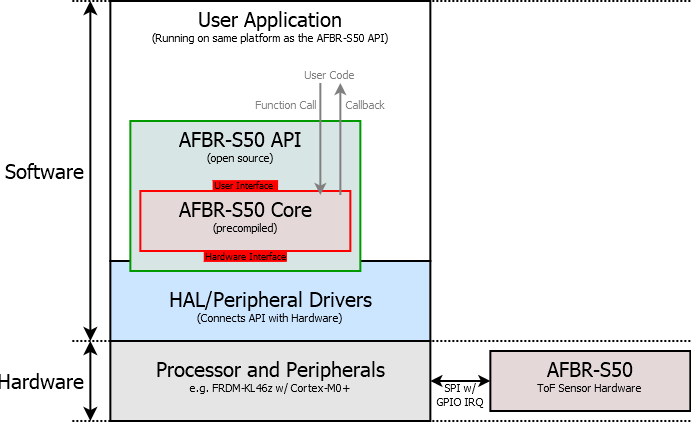 User Application
(Running on same platform as the AFBR-S50 API)
User Code
Function Call
Callback
AFBR-S50 API
(open source)
User Interface
Software
AFBR-S50 Core
(precompiled)
Hardware Interface
HAL/Peripheral Drivers
(Connects API with Hardware)
Hardware
Processor and Peripherals
e.g. FRDM-KL46z w/ Cortex-M0+
SPI w/
GPIO IRQ
AFBR-S50
ToF Sensor Hardware